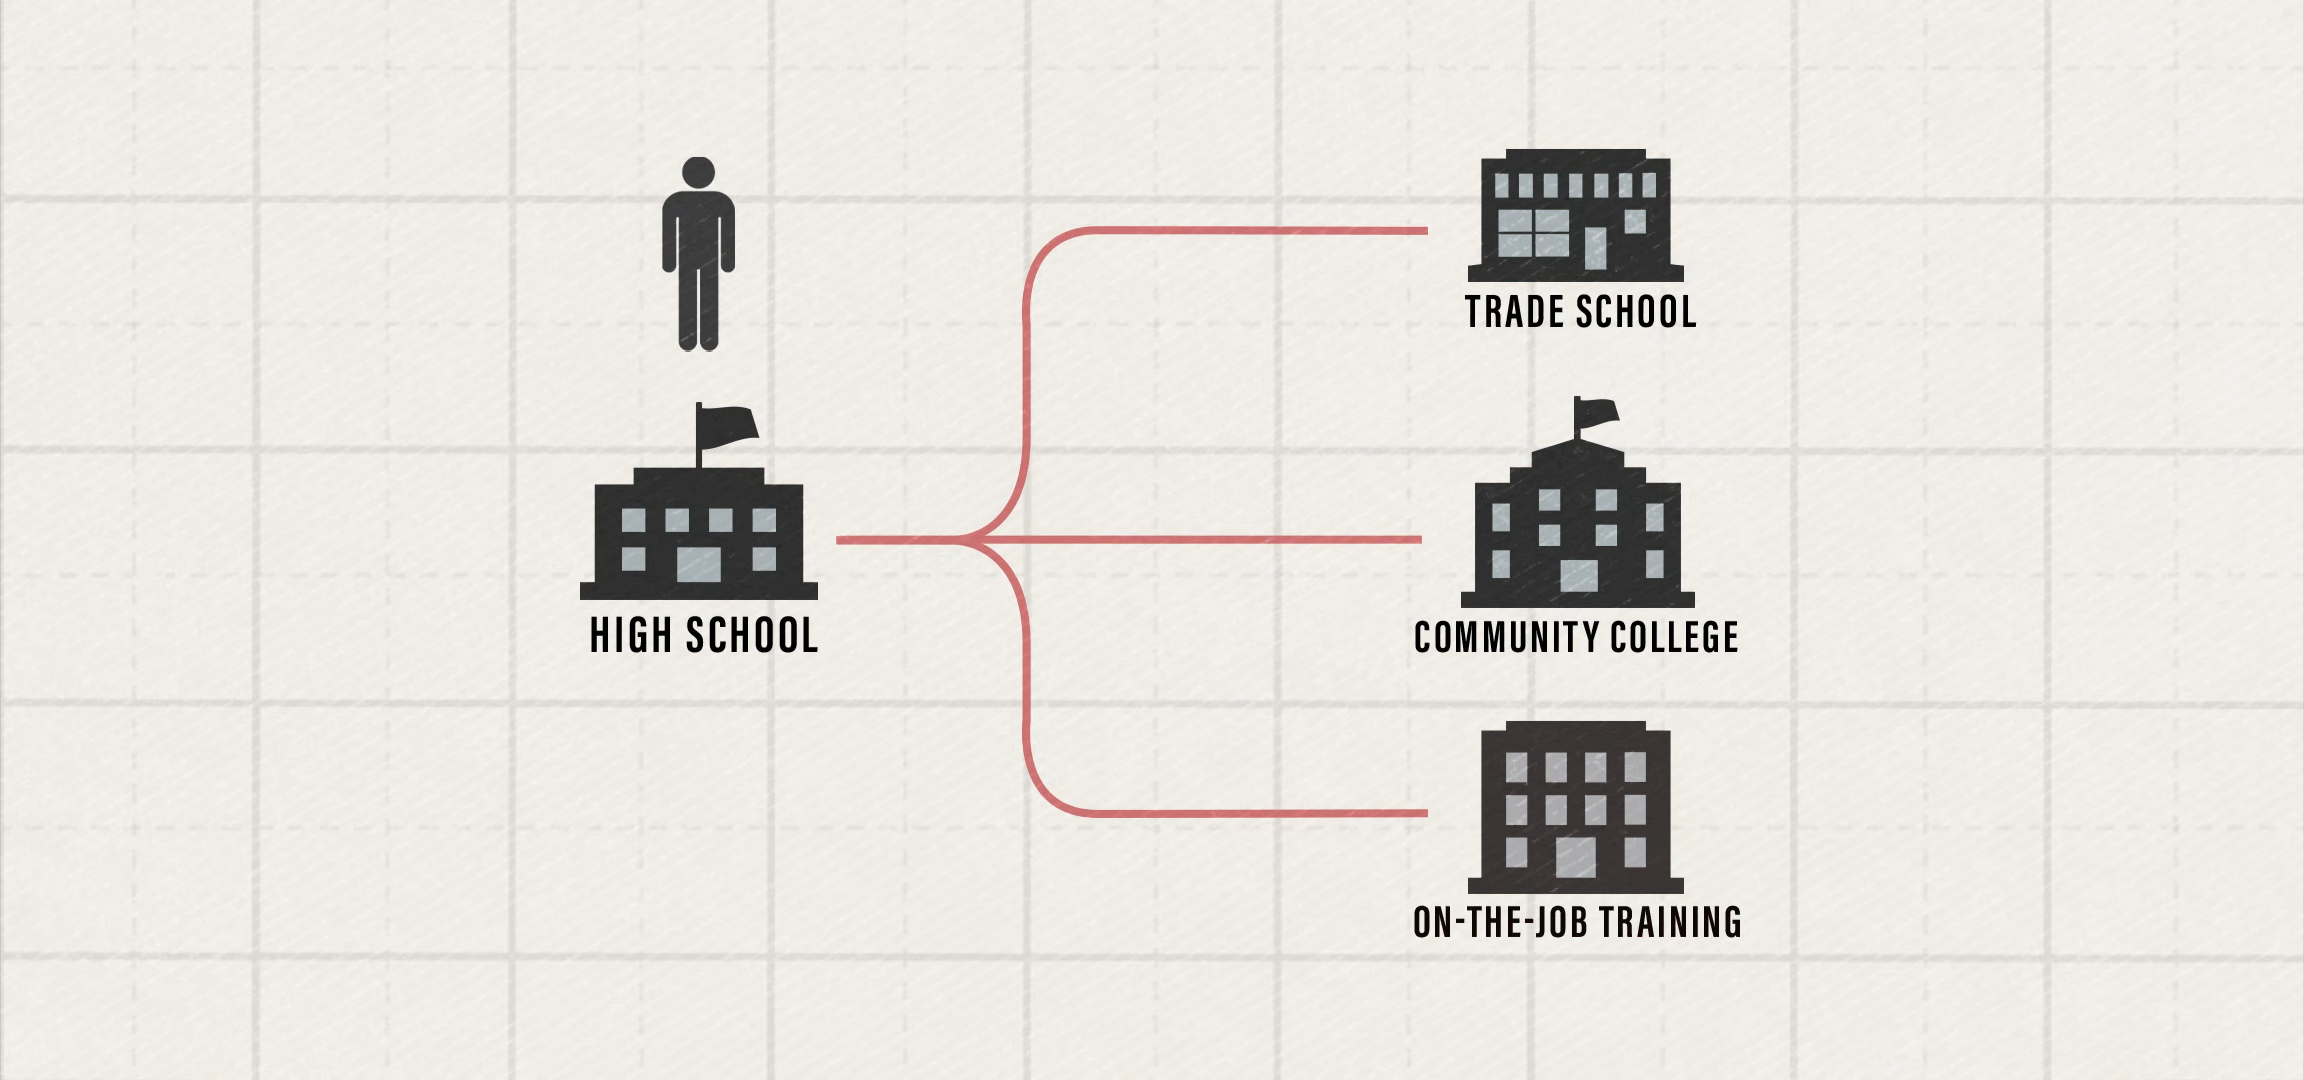 TRADE SCHOOL
HIGH SCHOOL
COMMUNITY COLLEGE
ON-THE-JOB TRAINING